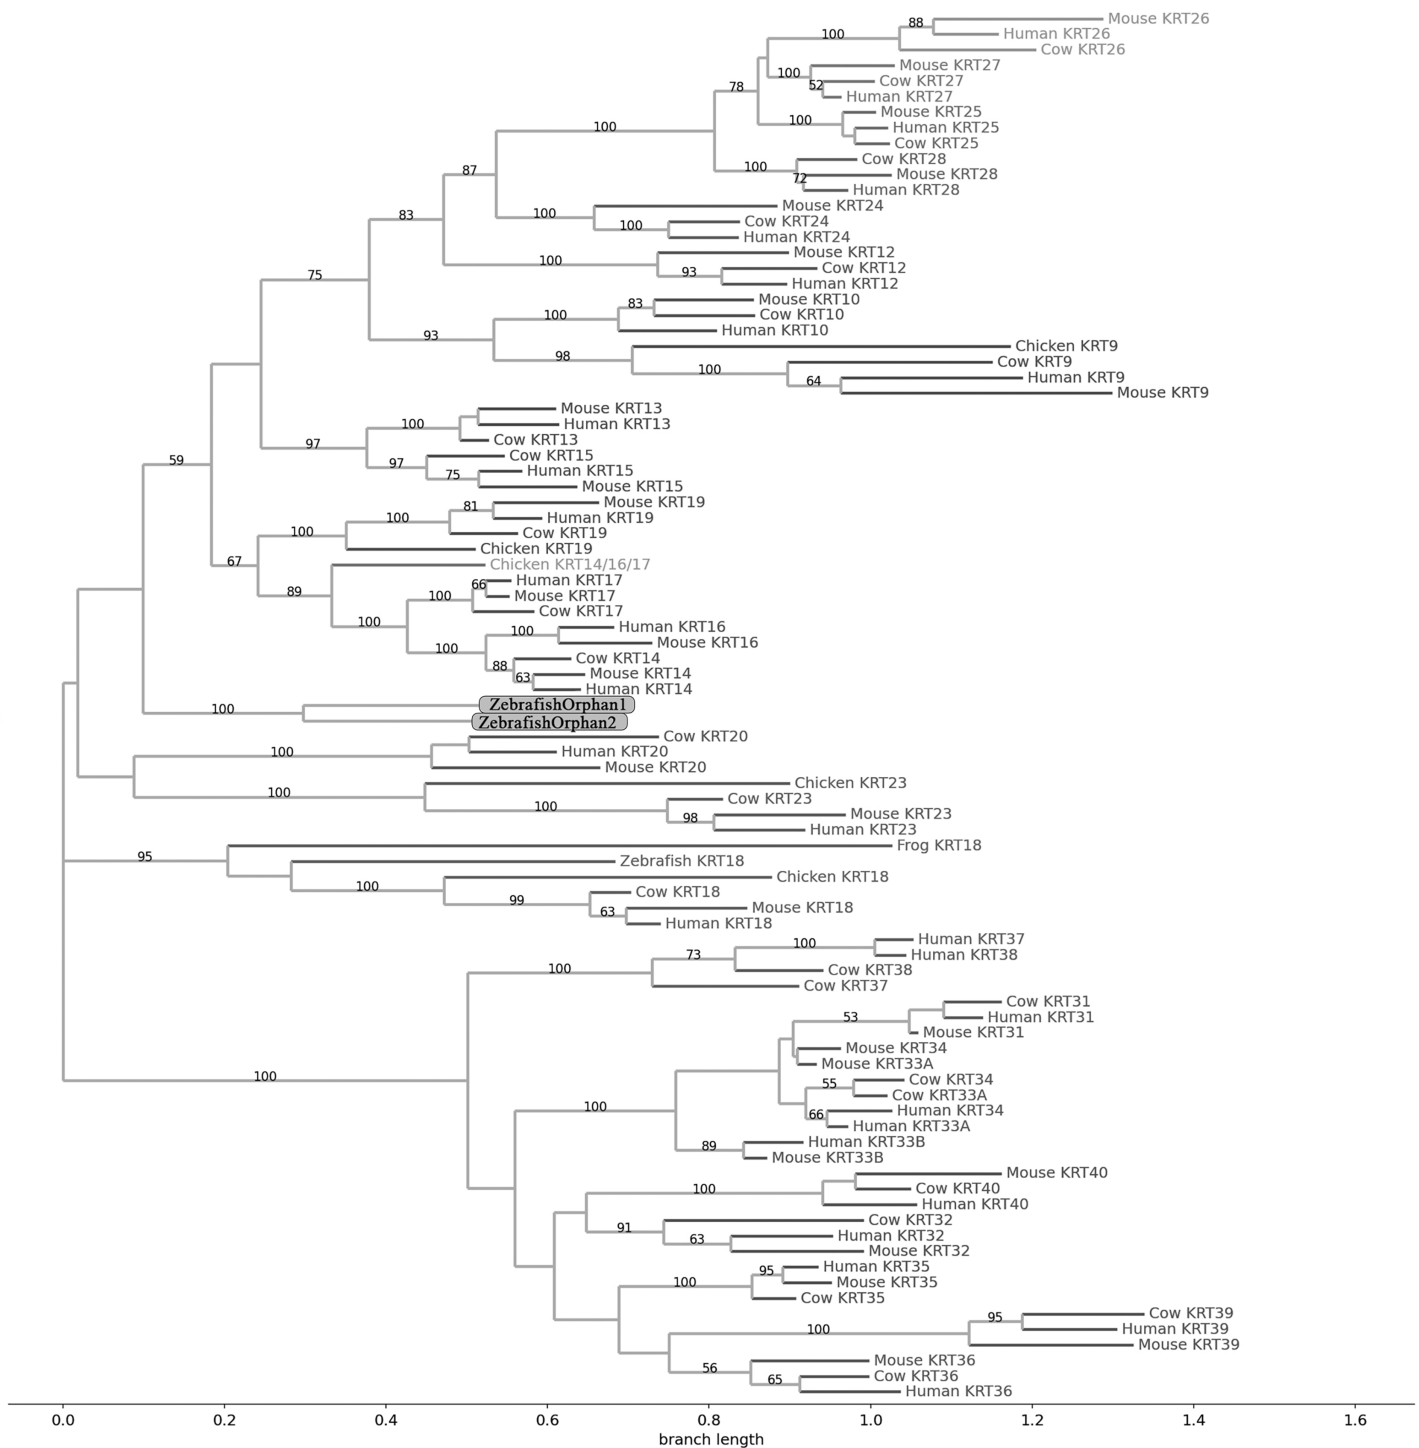 88
Mouse KRT26
100
Human KRT26
Cow KRT26
Mouse KRT27
100
Cow KRT27
52
78
Human KRT27
Mouse KRT25
100
Human KRT25
100
Cow KRT25
Cow KRT28
100
87
72
Mouse KRT28
Human KRT28
Mouse KRT24
83
100
Cow KRT24
100
Human KRT24
Mouse KRT12
100
Cow KRT12
93
75
Human KRT12
Mouse KRT10
83
100
Cow KRT10
93
Human KRT10
Chicken KRT9
98
Cow KRT9
100
Human KRT9
64
Mouse KRT9
Mouse KRT13
100
Human KRT13
97
Cow KRT13
59
Cow KRT15
97
Human KRT15
75
Mouse KRT15
Mouse KRT19
81
100
Human KRT19
100
Cow KRT19
Chicken KRT19
67
Chicken KRT14/16/17
89
66
Human KRT17
100
Mouse KRT17
Cow KRT17
100
Human KRT16
100
Mouse KRT16
100
Cow KRT14
88
Mouse KRT14
63
Human KRT14
100
ZebrafishOrphan1
ZebrafishOrphan2
Cow KRT20
100
Human KRT20
Mouse KRT20
Chicken KRT23
100
Cow KRT23
100
Mouse KRT23
98
Human KRT23
Frog KRT18
95
Zebrafish KRT18
Chicken KRT18
100
Cow KRT18
99
Mouse KRT18
63
Human KRT18
Human KRT37
100
73
Human KRT38
100
Cow KRT38
Cow KRT37
Cow KRT31
53
Human KRT31
Mouse KRT31
Mouse KRT34
Mouse KRT33A
100
Cow KRT34
55
Cow KRT33A
100
66
Human KRT34
Human KRT33A
Human KRT33B
89
Mouse KRT33B
Mouse KRT40
100
Cow KRT40
Human KRT40
91
Cow KRT32
63
Human KRT32
Mouse KRT32
Human KRT35
95
100
Mouse KRT35
Cow KRT35
Cow KRT39
95
100
Human KRT39
Mouse KRT39
Mouse KRT36
56
Cow KRT36
65
Human KRT36
0.0 0.2 0.4 0.6 0.8 1.0 1.2 1.4 1.6
branch length